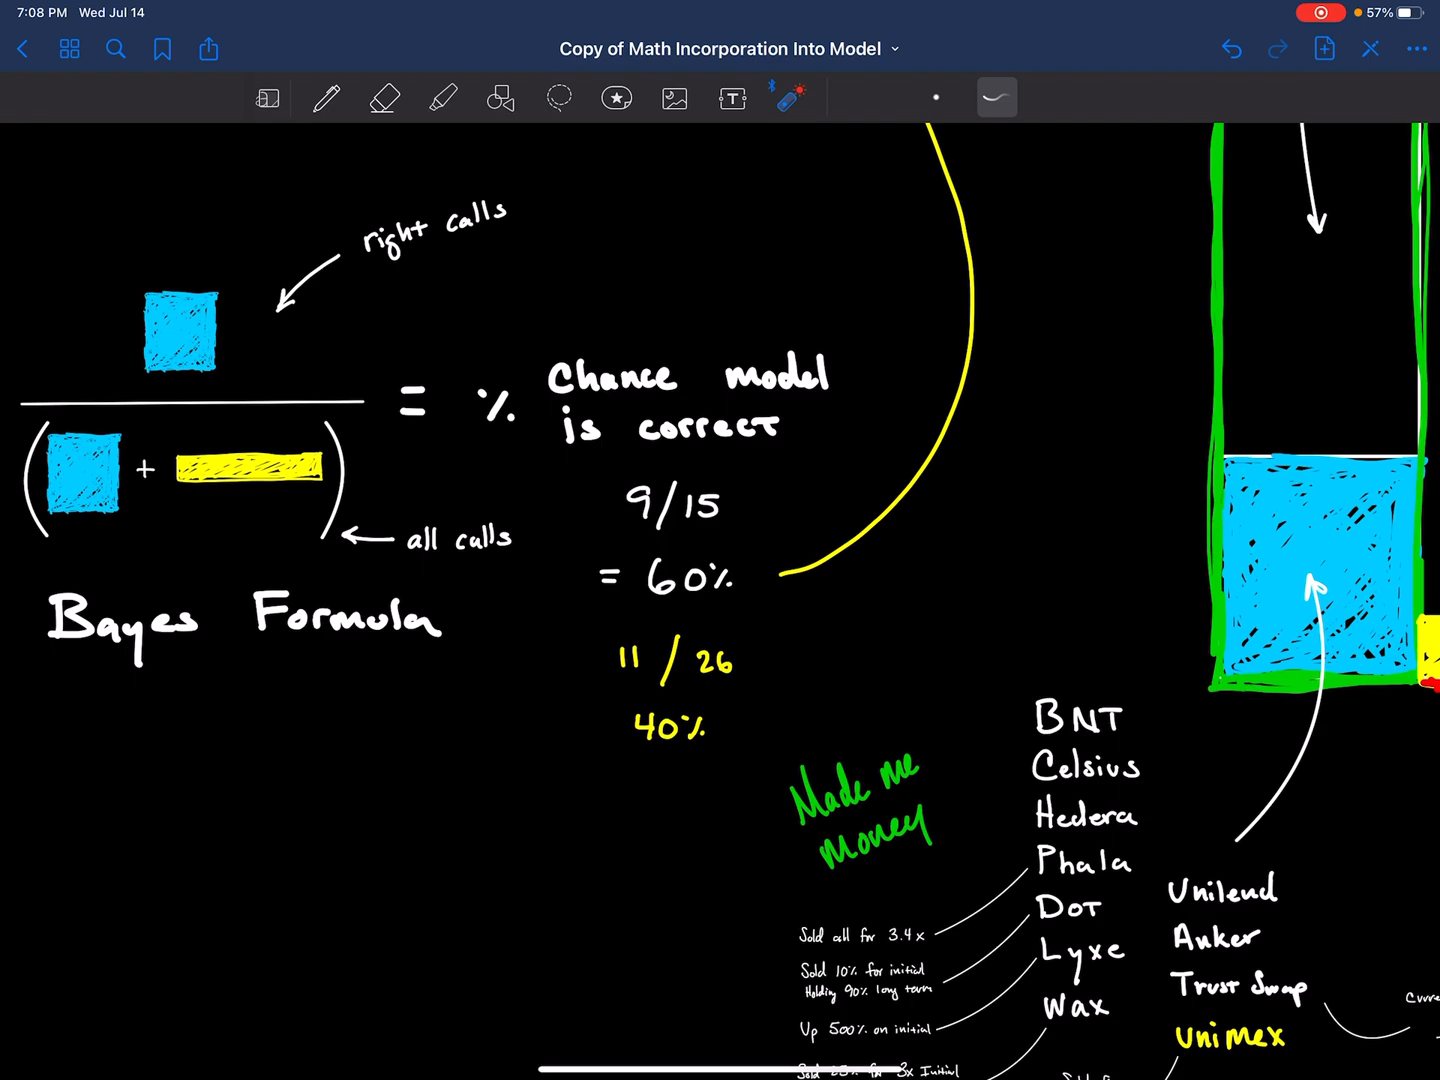 7:08 PM Wed Jul 14
57%
Copy of Math Incorporation Into Model
T
right calls
= % Chance model
is correct
+
all calls
9/15
= 60%
Bayes Formula
11 / 26
40%
Made me
money
BNT
Celsius
Hedera
Phala
DOT
Lyxe
Wax
Unilend
Anker
Trust Swap
Unimex
Sold all for 3.4x
Sold 10% for initial
Holding 90% long term
Up 500% on initial
3x Initial